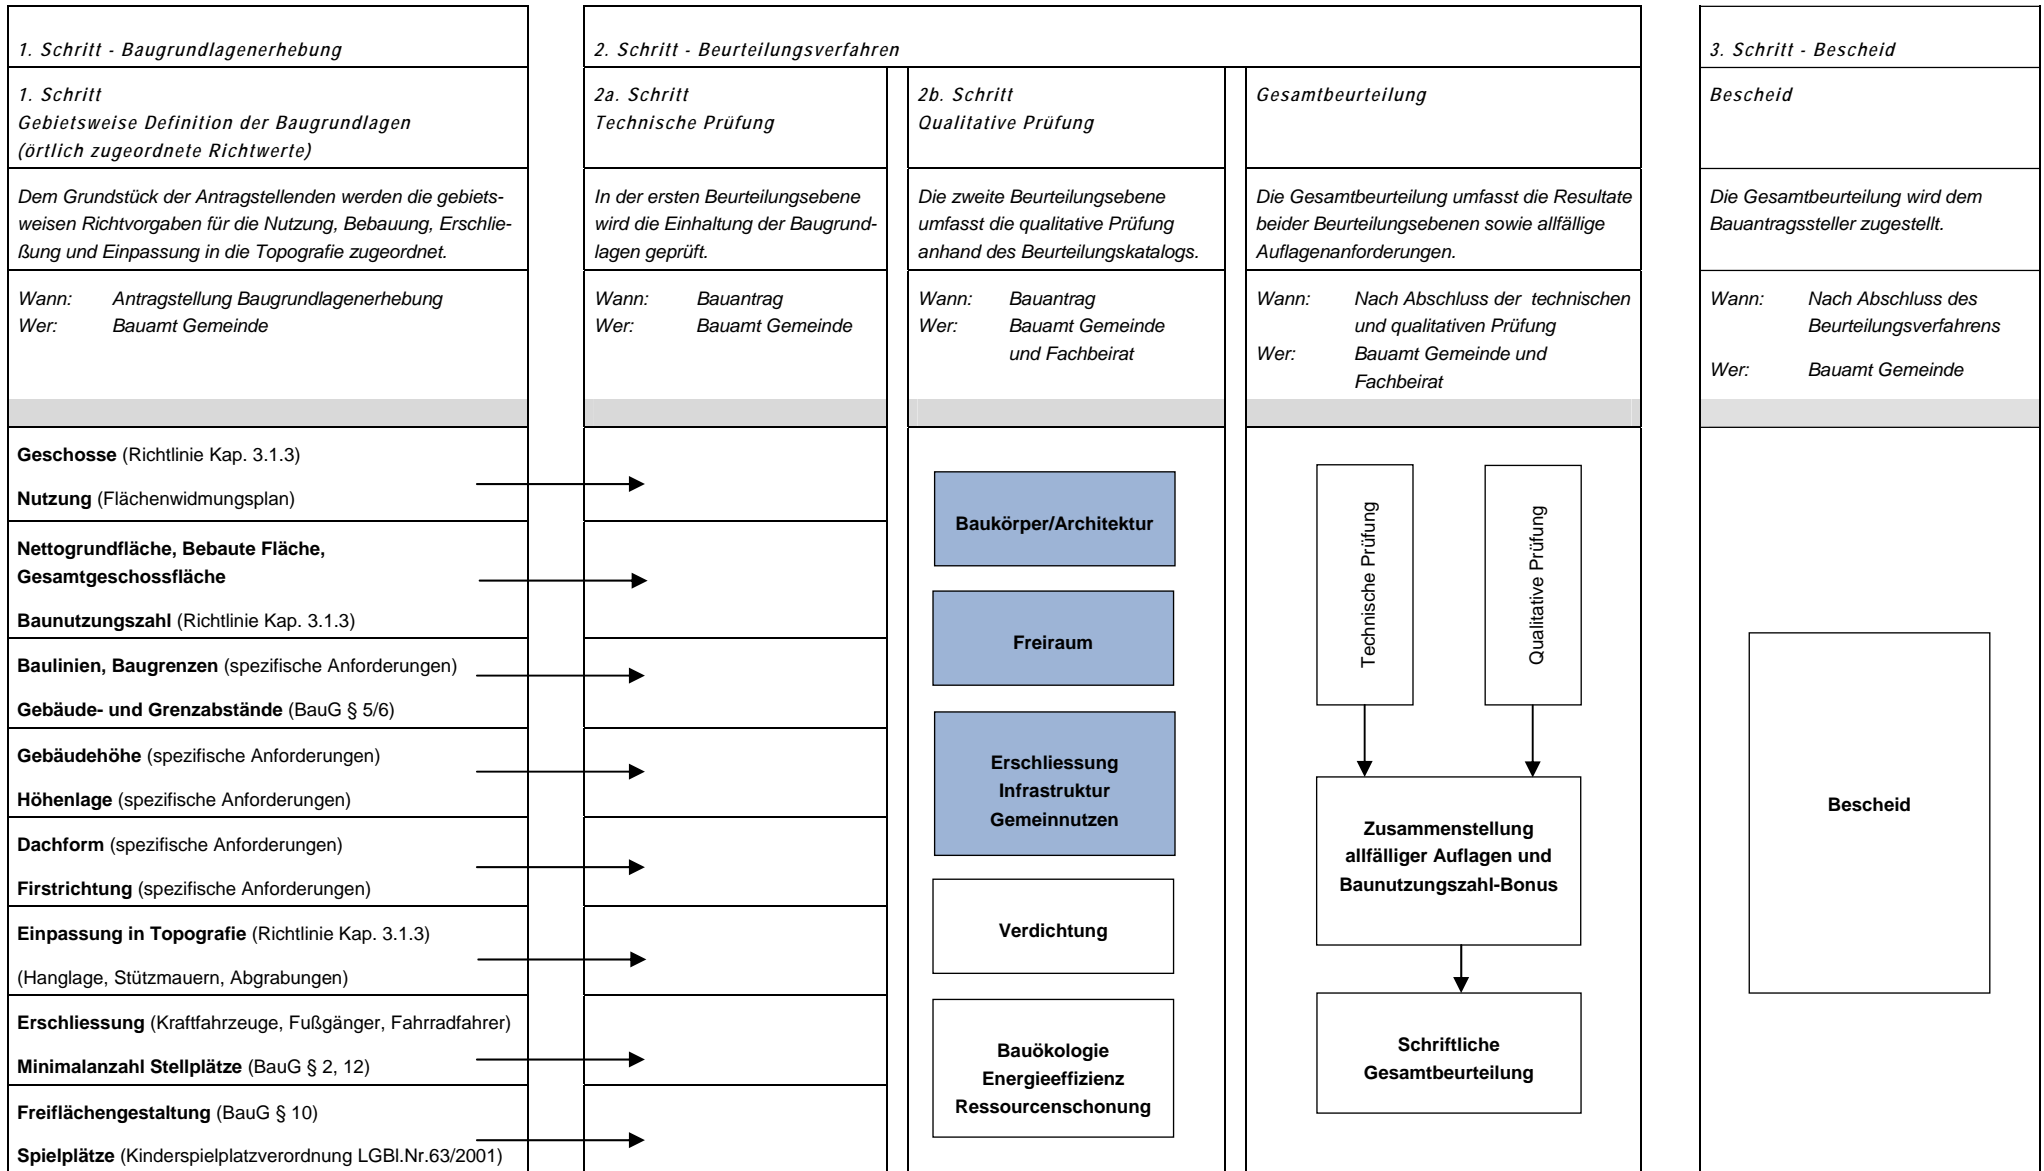 1. Schritt - Baugrundlagenerhebung
1. Schritt
Gebietsweise Definition der Baugrundlagen
(örtlich zugeordnete Richtwerte)
Dem Grundstück der Antragstellenden werden die gebiets-
weisen Richtvorgaben für die Nutzung, Bebauung, Erschlie-
ßung und Einpassung in die Topografie zugeordnet.
Wann: Antragstellung Baugrundlagenerhebung
Wer: Bauamt Gemeinde
Geschosse (Richtlinie Kap. 3.1.3)
Nutzung (Flächenwidmungsplan)
Nettogrundfläche, Bebaute Fläche,
Gesamtgeschossfläche
Baunutzungszahl (Richtlinie Kap. 3.1.3)
Baulinien, Baugrenzen (spezifische Anforderungen)
Gebäude- und Grenzabstände (BauG § 5/6)
Gebäudehöhe (spezifische Anforderungen)
Höhenlage (spezifische Anforderungen)
Dachform (spezifische Anforderungen)
Firstrichtung (spezifische Anforderungen)
Einpassung in Topografie (Richtlinie Kap. 3.1.3)
(Hanglage, Stützmauern, Abgrabungen)
Erschliessung (Kraftfahrzeuge, Fußgänger, Fahrradfahrer)
Minimalanzahl Stellplätze (BauG § 2, 12)
Freiflächengestaltung (BauG § 10)
Spielplätze (Kinderspielplatzverordnung LGBl.Nr.63/2001)
2. Schritt - Beurteilungsverfahren
2a. Schritt
Technische Prüfung
In der ersten Beurteilungsebene
wird die Einhaltung der Baugrund-
lagen geprüft.
Wann: Bauantrag
Wer: Bauamt Gemeinde
2b. Schritt
Qualitative Prüfung
Die zweite Beurteilungsebene
umfasst die qualitative Prüfung
anhand des Beurteilungskatalogs.
Wann: Bauantrag
Wer: Bauamt Gemeinde
und Fachbeirat
Baukörper/Architektur
Freiraum
Erschliessung
Infrastruktur
Gemeinnutzen
Verdichtung
Bauökologie
Energieeffizienz
Ressourcenschonung
Gesamtbeurteilung
Die Gesamtbeurteilung umfasst die Resultate
beider Beurteilungsebenen sowie allfällige
Auflagenanforderungen.
Wann: Nach Abschluss der technischen
und qualitativen Prüfung
Wer: Bauamt Gemeinde und
Fachbeirat
Technische Prüfung
Qualitative Prüfung
Zusammenstellung
allfälliger Auflagen und
Baunutzungszahl-Bonus
Schriftliche
Gesamtbeurteilung
3. Schritt - Bescheid
Bescheid
Die Gesamtbeurteilung wird dem
Bauantragssteller zugestellt.
Wann: Nach Abschluss des
Beurteilungsverfahrens
Wer: Bauamt Gemeinde
Bescheid